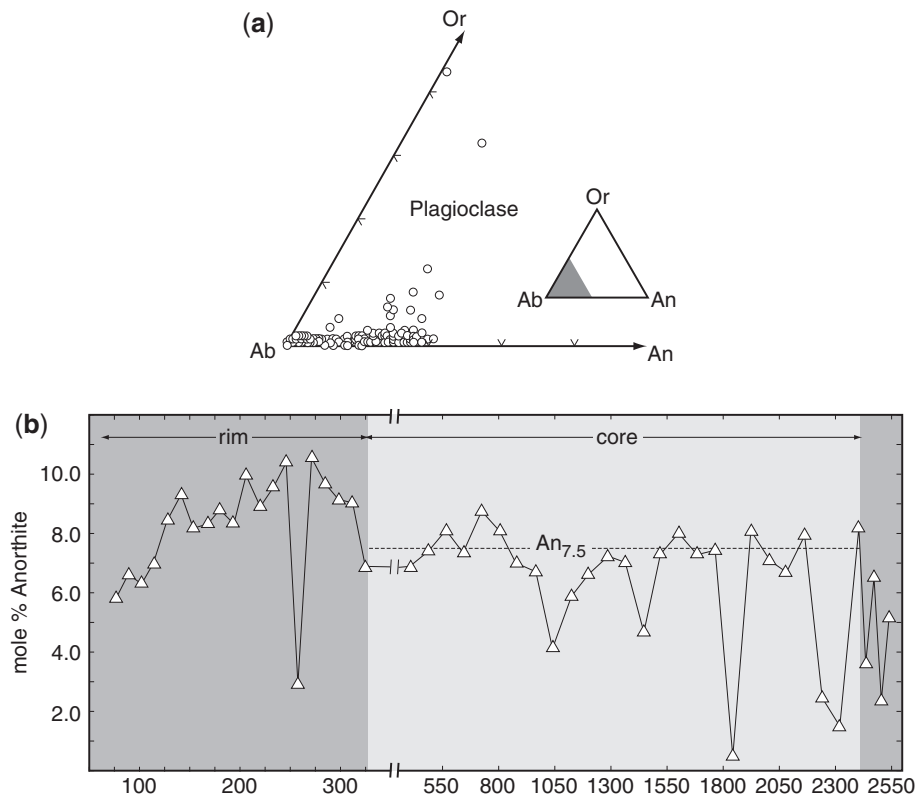 (a)
Or
Plagioclase
Or
Ab
An
Ab
An
(b)
rim
core
10.0
8.0
6.0
4.0
2.0
An7.5
mole % Anorthite
100 200 300 550 800 1050 1300 1550 1800 2050 2300 2550